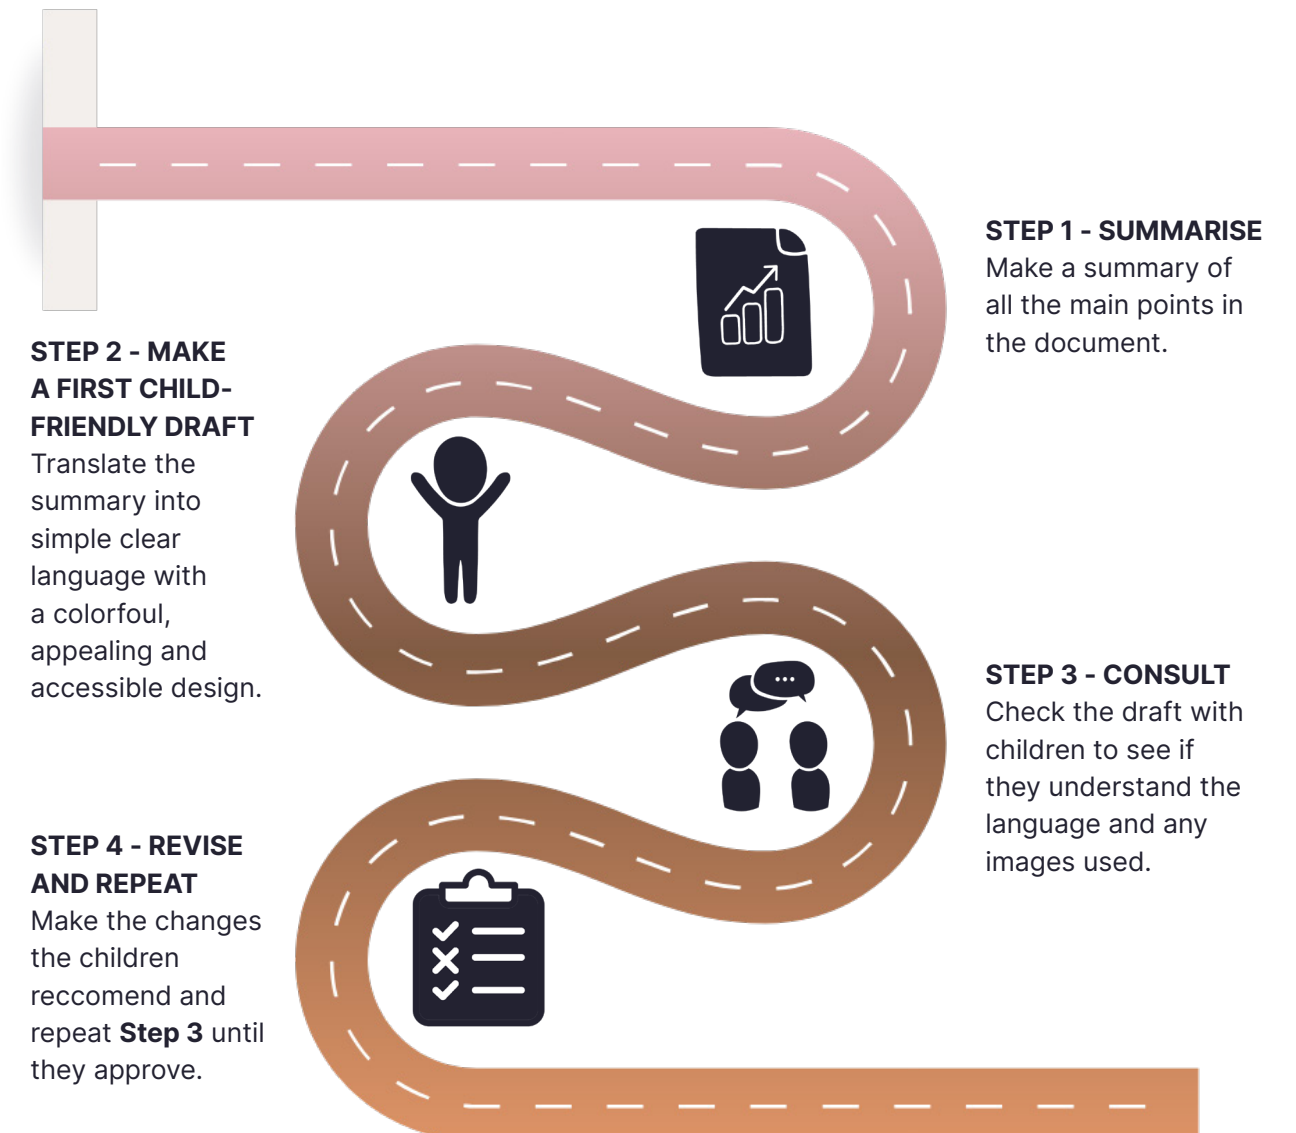 STEP 1 - SUMMARISE
Make a summary of
all the main points in
the document.
STEP 2 - MAKE
A FIRST CHILD-
FRIENDLY DRAFT
Translate the
summary into
simple clear
language with
a colorfoul,
appealing and
accessible design.
STEP 3 - CONSULT
Check the draft with
children to see if
they understand the
language and any
images used.
STEP 4 - REVISE
AND REPEAT
Make the changes
the children
reccomend and
repeat Step 3 until
they approve.